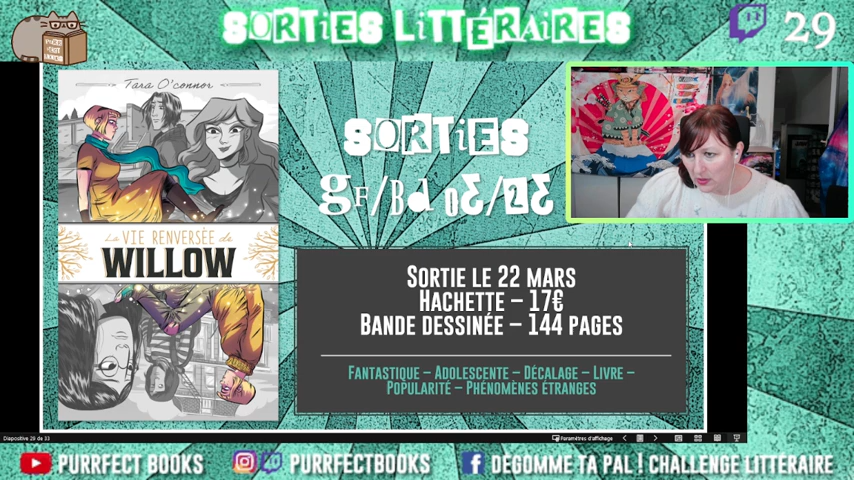 SORTiES LiTTÉRAiRES
29
Tara O'connor
SORTiES
GF/Bd 03/23
La VIE RENVERSÉE de
WILLOW
SORTIE LE 22 MARS
HACHETTE – 17€
BANDE DESSINÉE – 144 PAGES
FANTASTIQUE – ADOLESCENTE – DÉCALAGE – LIVRE –
POPULARITÉ – PHÉNOMÈNES ÉTRANGES
Diapositive 29 de 33
Paramètres d'affichage
PURRFECT BOOKS
PURRFECTBOOKS
DÉGOMME TA PAL ! CHALLENGE LITTÉRAIRE